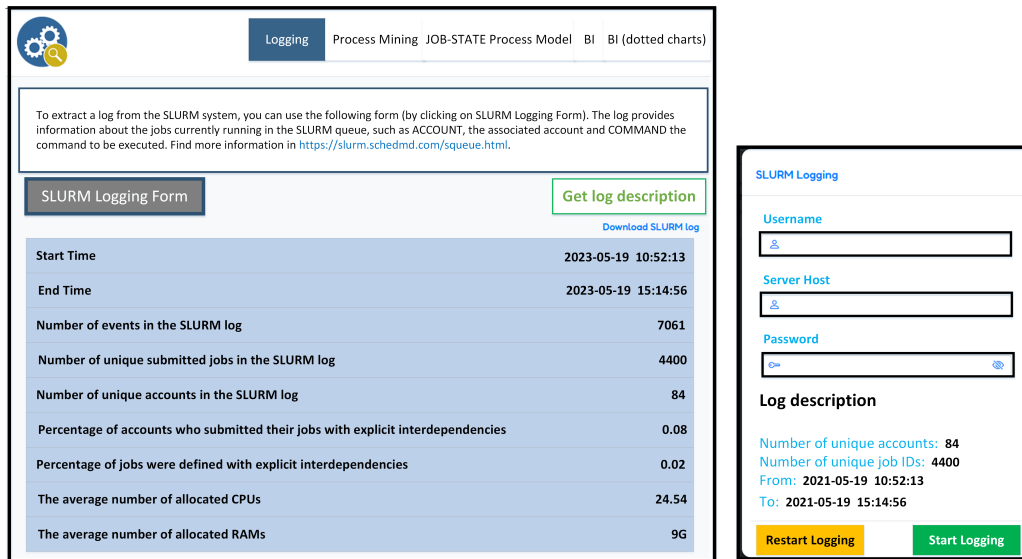 Logging
Process Mining
JOB-STATE Process Model
BI
BI (dotted charts)
To extract a log from the SLURM system, you can use the following form (by clicking on SLURM Logging Form). The log provides
information about the jobs currently running in the SLURM queue, such as ACCOUNT, the associated account and COMMAND the
command to be executed. Find more information in https://slurm.schedmd.com/squeue.html.
SLURM Logging Form
Get log description
Download SLURM log
Start Time 2023-05-19 10:52:13
End Time 2023-05-19 15:14:56
Number of events in the SLURM log 7061
Number of unique submitted jobs in the SLURM log 4400
Number of unique accounts in the SLURM log 84
Percentage of accounts who submitted their jobs with explicit interdependencies 0.08
Percentage of jobs were defined with explicit interdependencies 0.02
The average number of allocated CPUs 24.54
The average number of allocated RAMs 9G
SLURM Logging
Username
Server Host
Password
Log description
Number of unique accounts: 84
Number of unique job IDs: 4400
From: 2021-05-19 10:52:13
To: 2021-05-19 15:14:56
Restart Logging
Start Logging